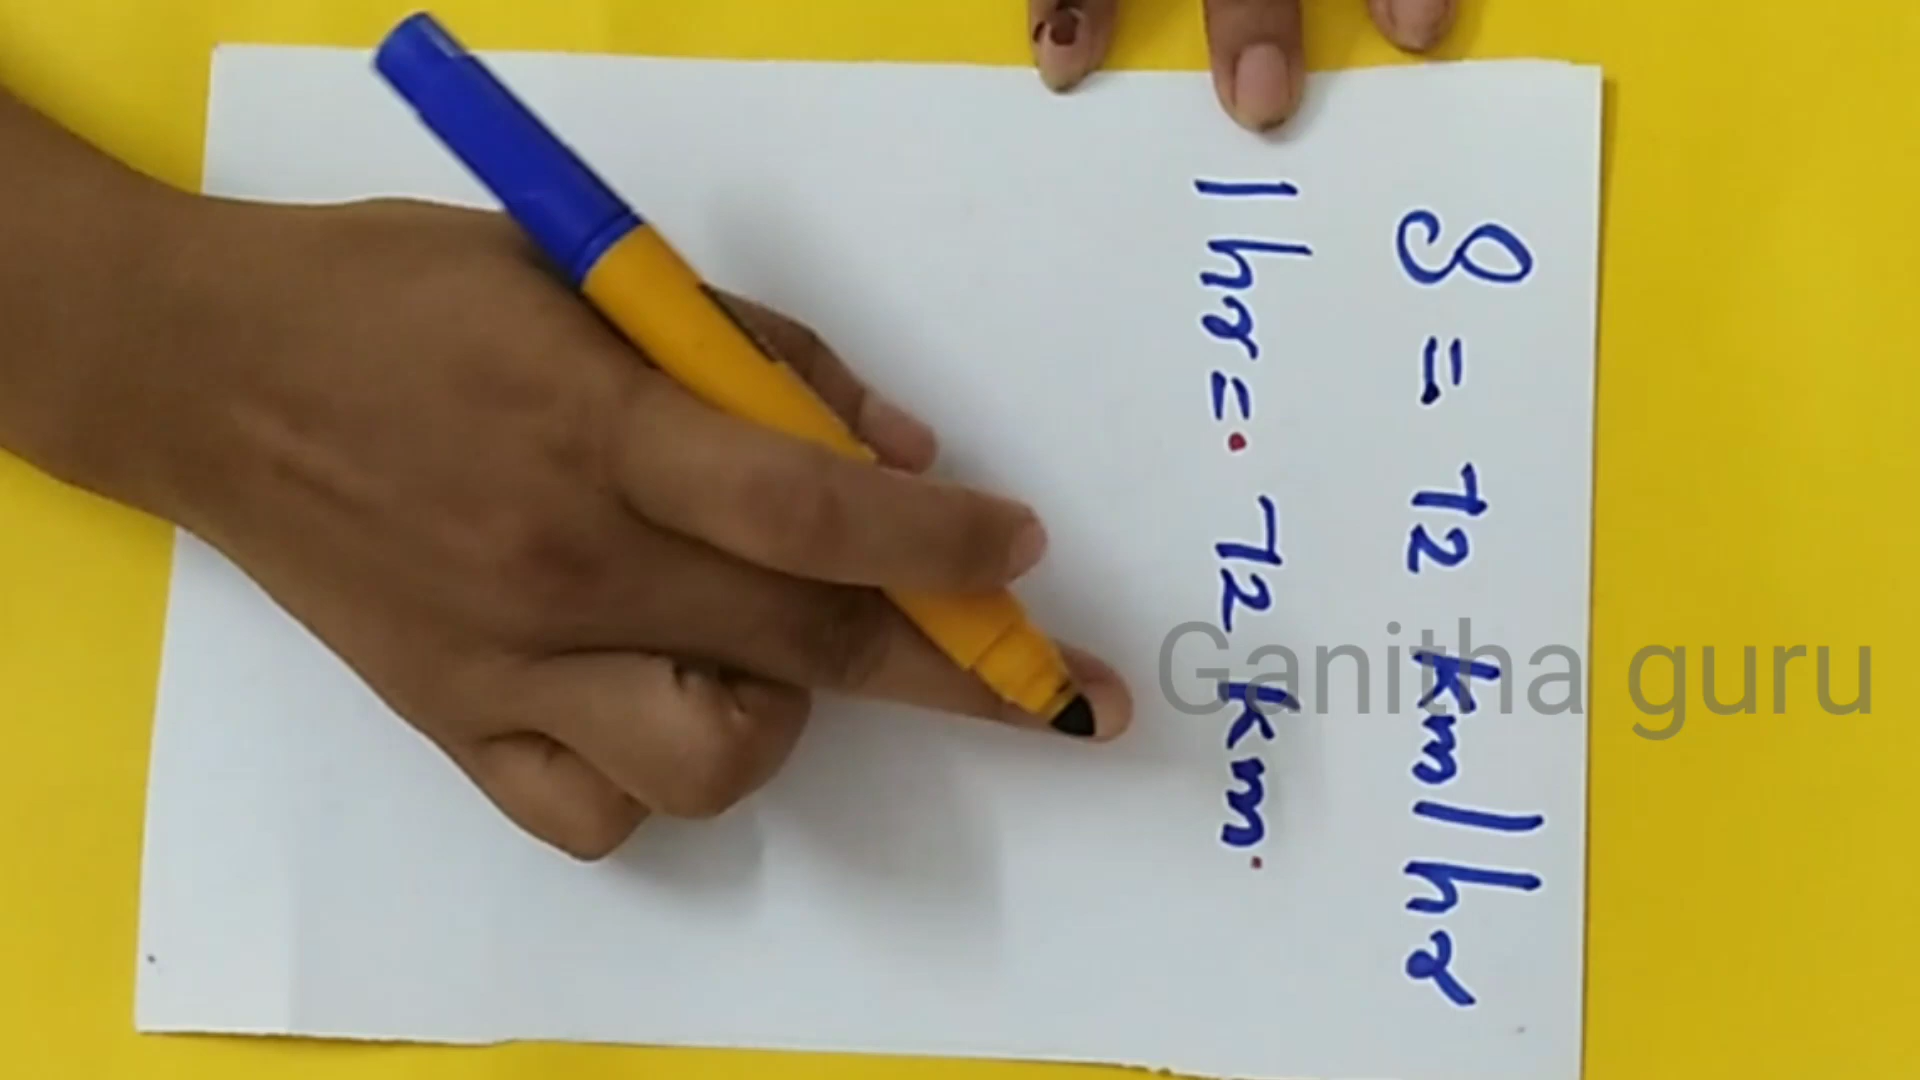 S = 72 km/hr
1 hr = 72 km
Ganitha guru